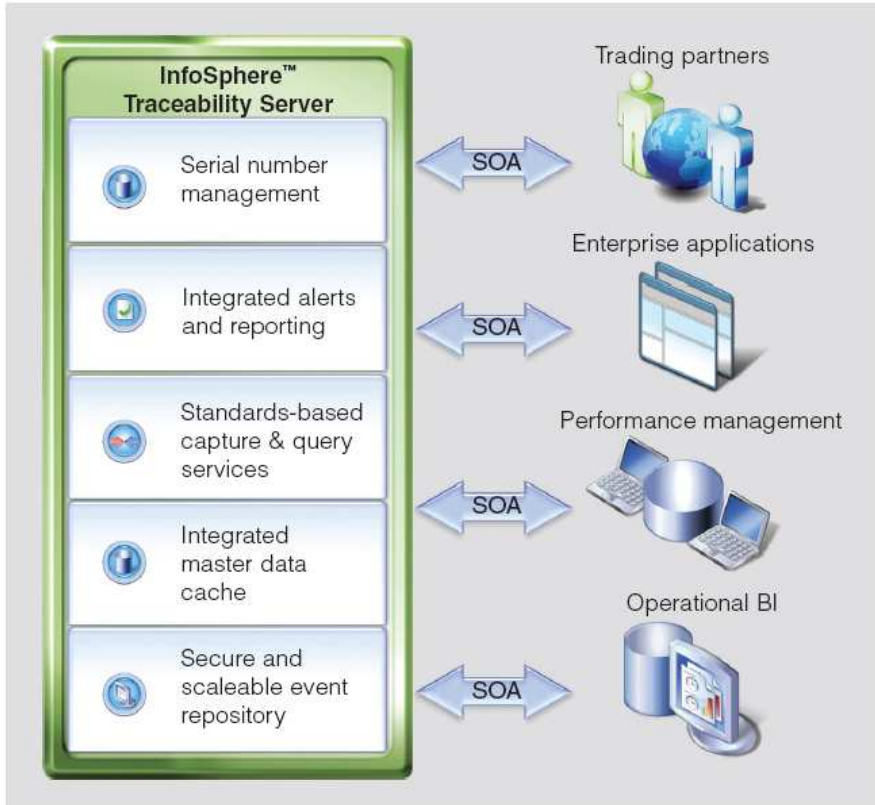 InfoSphere™
Traceability Server
Serial number
management
Integrated alerts
and reporting
Standards-based
capture & query
services
Integrated
master data
cache
Secure and
scaleable event
repository
SOA
SOA
SOA
SOA
Trading partners
Enterprise applications
Performance management
Operational BI